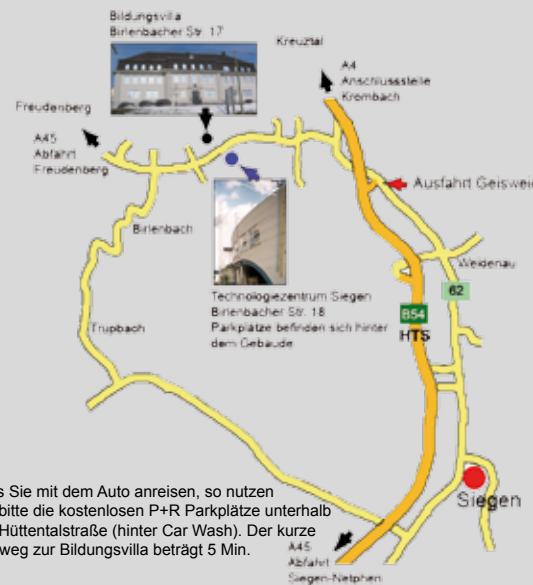 Bildungsvilla
Birlenbacher Str. 17
Kreuztal
A4
Anschlussstelle
Krombach
Freudenberg
A45
Abfahrt
Freudenberg
Ausfahrt Geisweid
Birlenbach
Weidenau
62
Technologiezentrum Siegen
Birlenbacher Str. 18
Parkplätze befinden sich hinter
dem Gebäude
B54
HTS
Trupbach
s Sie mit dem Auto anreisen, so nutzen
bitte die kostenlosen P+R Parkplätze unterhalb
Hüttentalstraße (hinter Car Wash). Der kurze
weg zur Bildungsvilla beträgt 5 Min.
Siegen
A45
Abfahrt
Siegen-Netphen